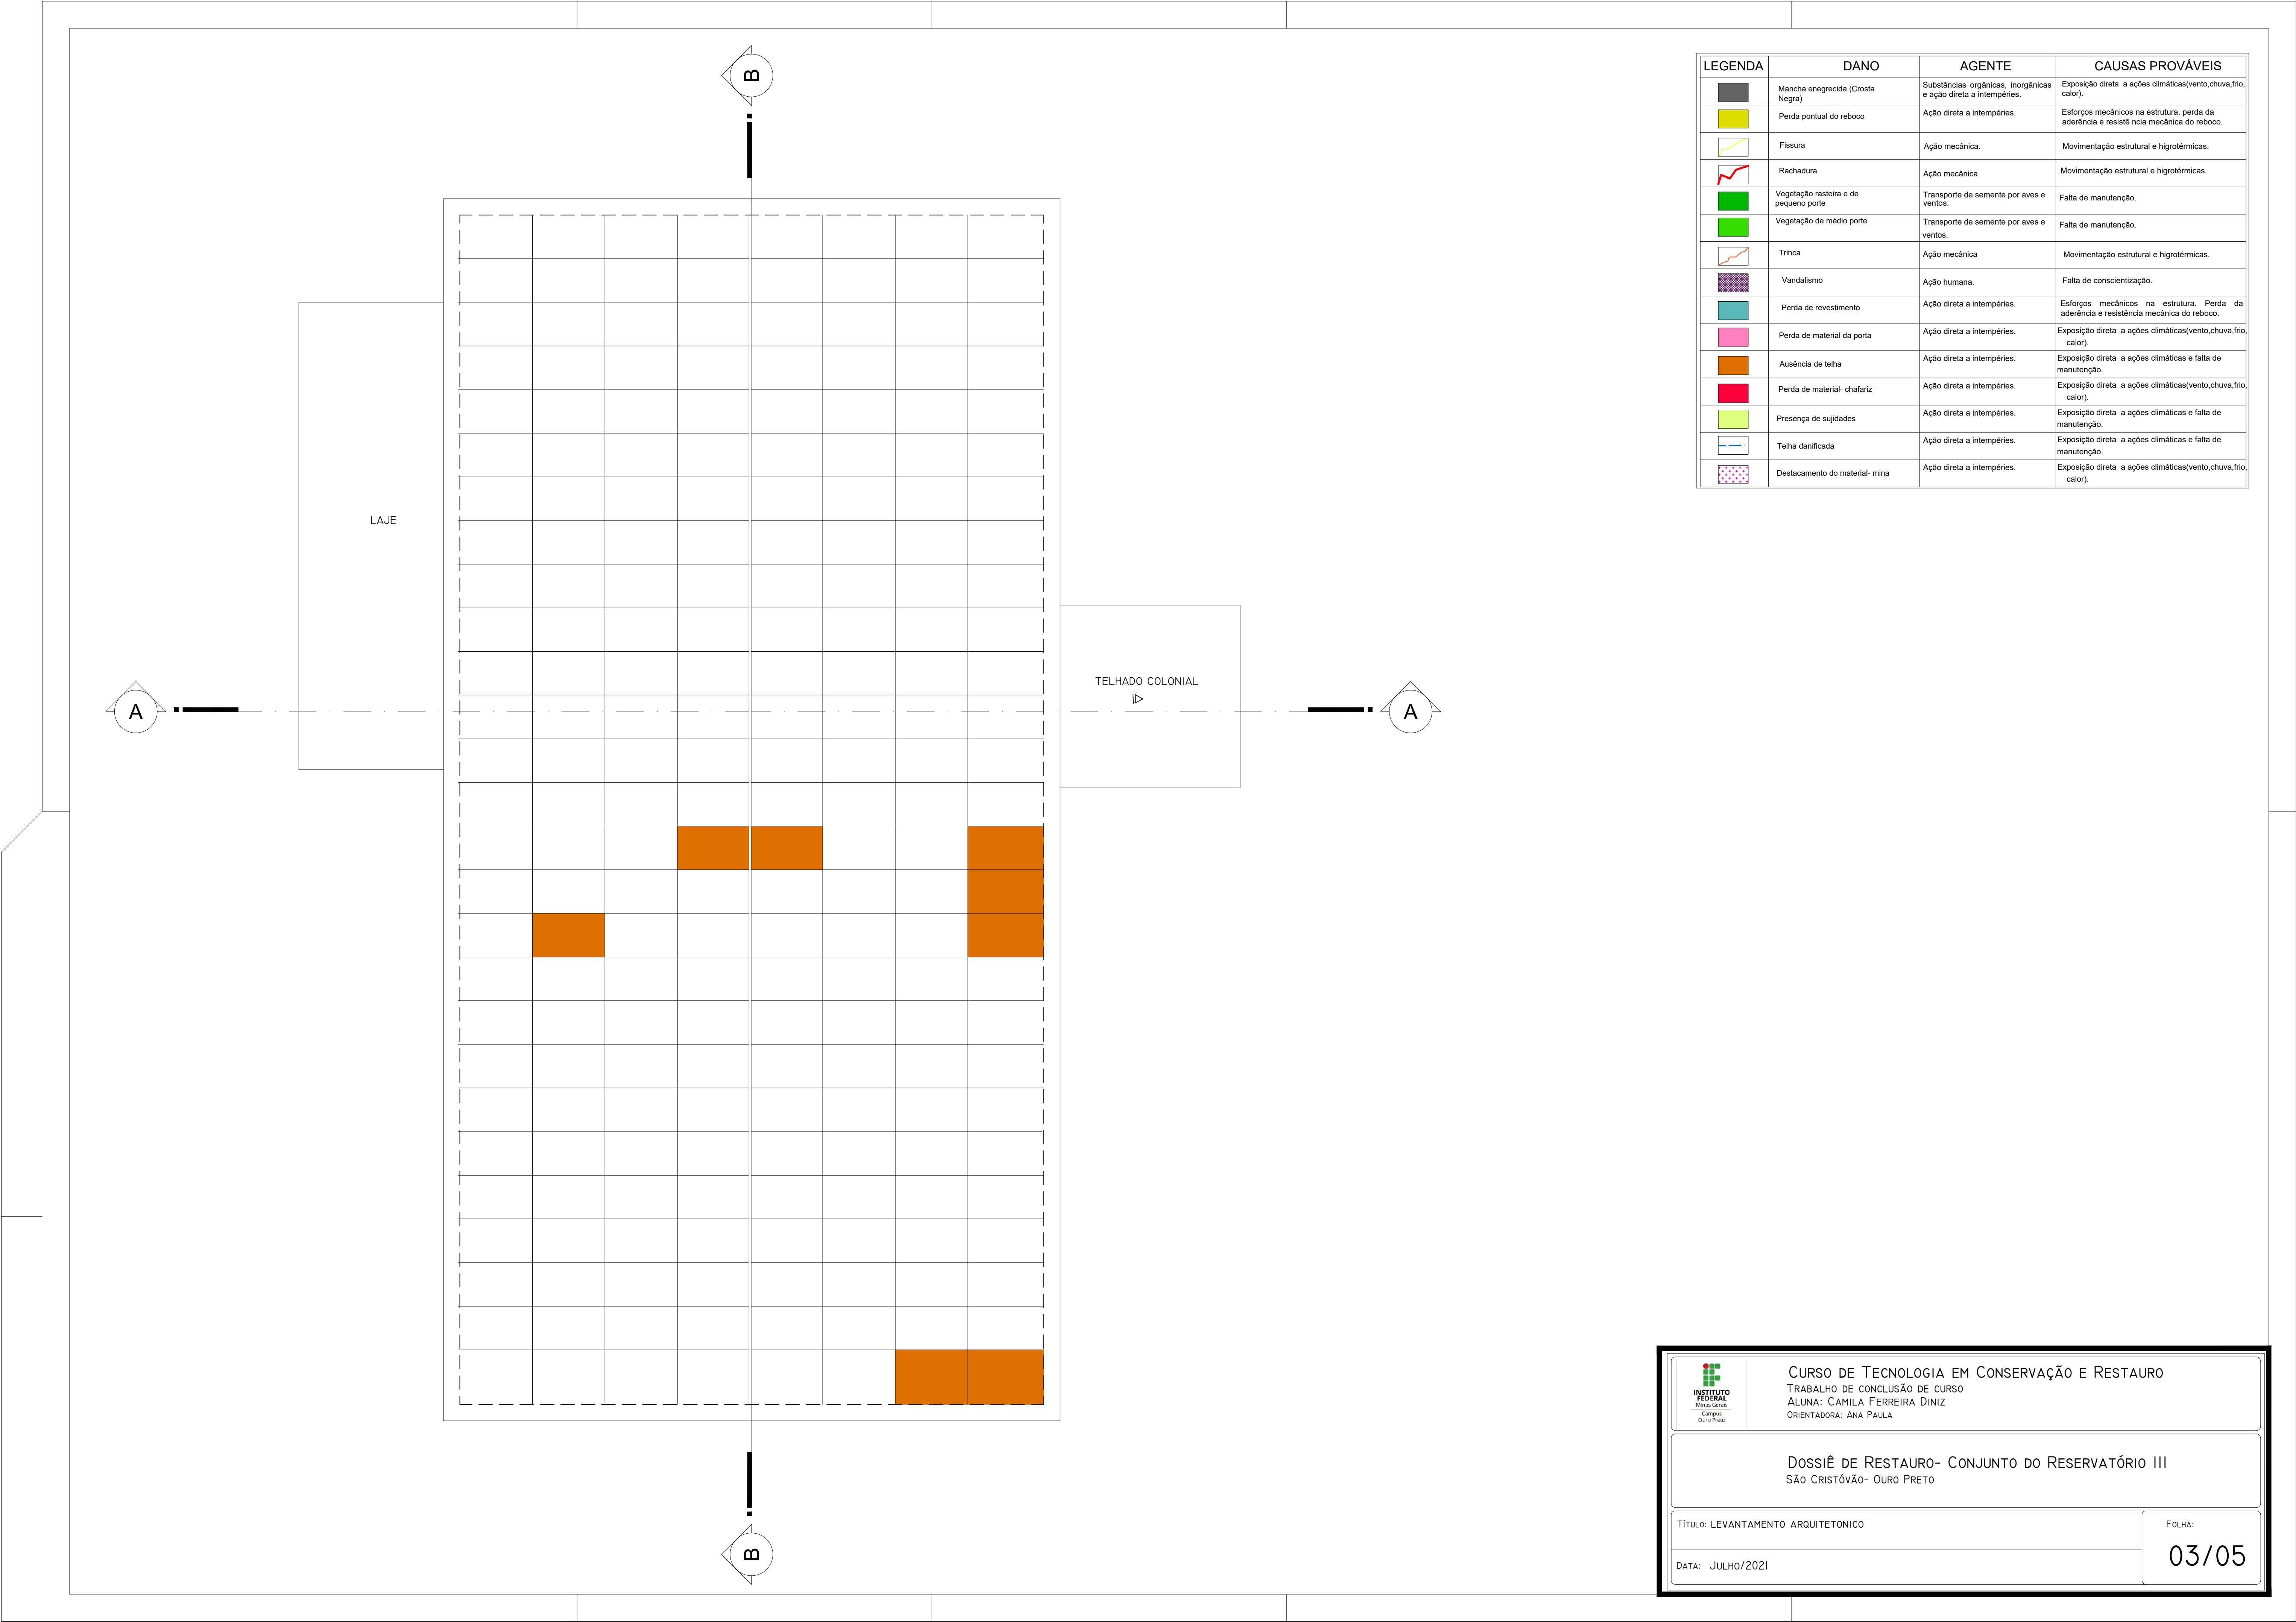 B
LEGENDA DANO AGENTE CAUSAS PROVÁVEIS
Mancha enegrecida (Crosta
Negra)
Substâncias orgânicas, inorgânicas
e ação direta a intempéries.
Exposição direta a ações climáticas(vento,chuva,frio,
calor).
Perda pontual do reboco
Ação direta a intempéries.
Esforços mecânicos na estrutura. perda da
aderência e resistê ncia mecânica do reboco.
Fissura
Ação mecânica.
Movimentação estrutural e higrotérmicas.
Rachadura
Ação mecânica
Movimentação estrutural e higrotérmicas.
Vegetação rasteira e de
pequeno porte
Transporte de semente por aves e
ventos.
Falta de manutenção.
Vegetação de médio porte
Transporte de semente por aves e
ventos.
Falta de manutenção.
Trinca
Ação mecânica
Movimentação estrutural e higrotérmicas.
Vandalismo
Ação humana.
Falta de conscientização.
Perda de revestimento
Ação direta a intempéries.
Esforços mecânicos na estrutura. Perda da
aderência e resistência mecânica do reboco.
Perda de material da porta
Ação direta a intempéries.
Exposição direta a ações climáticas(vento,chuva,frio,
calor).
Ausência de telha
Ação direta a intempéries.
Exposição direta a ações climáticas e falta de
manutenção.
Perda de material- chafariz
Ação direta a intempéries.
Exposição direta a ações climáticas(vento,chuva,frio,
calor).
Presença de sujidades
Ação direta a intempéries.
Exposição direta a ações climáticas e falta de
manutenção.
Telha danificada
Ação direta a intempéries.
Exposição direta a ações climáticas e falta de
manutenção.
Destacamento do material- mina
Ação direta a intempéries.
Exposição direta a ações climáticas(vento,chuva,frio,
calor).
LAJE
TELHADO COLONIAL
A
A
B
INSTITUTO
FEDERAL
Minas Gerais
Campus
Ouro Preto
CURSO DE TECNOLOGIA EM CONSERVAÇÃO E RESTAURO
TRABALHO DE CONCLUSÃO DE CURSO
ALUNA: CAMILA FERREIRA DINIZ
ORIENTADORA: ANA PAULA
DOSSIÊ DE RESTAURO- CONJUNTO DO RESERVATÓRIO III
SÃO CRISTÓVÃO- OURO PRETO
TÍTULO: LEVANTAMENTO ARQUITETONICO
FOLHA:
03/05
DATA: JULHO/2021